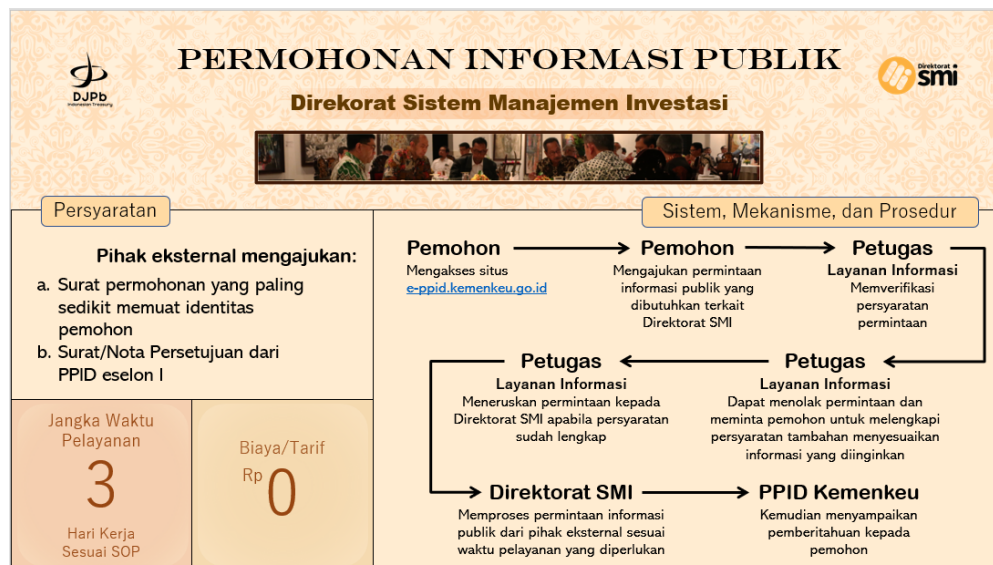 PERMOHONAN INFORMASI PUBLIK
DJPb
Indonesian Treasury
Direktorat
smi
Direkorat Sistem Manajemen Investasi
Persyaratan
Pihak eksternal mengajukan:
a. Surat permohonan yang paling
sedikit memuat identitas
pemohon
b. Surat/Nota Persetujuan dari
PPID eselon I
Jangka Waktu
Pelayanan
3
Hari Kerja
Sesuai SOP
Biaya/Tarif
Rp 0
Sistem, Mekanisme, dan Prosedur
Pemohon
Mengakses situs
e-ppid.kemenkeu.go.id
Pemohon
Mengajukan permintaan
informasi publik yang
dibutuhkan terkait
Direktorat SMI
Petugas
Layanan Informasi
Memverifikasi
persyaratan
permintaan
Petugas
Layanan Informasi
Dapat menolak permintaan dan
meminta pemohon untuk melengkapi
persyaratan tambahan menyesuaikan
informasi yang diinginkan
Petugas
Layanan Informasi
Meneruskan permintaan kepada
Direktorat SMI apabila persyaratan
sudah lengkap
Direktorat SMI
Memproses permintaan informasi
publik dari pihak eksternal sesuai
waktu pelayanan yang diperlukan
PPID Kemenkeu
Kemudian menyampaikan
pemberitahuan kepada
pemohon